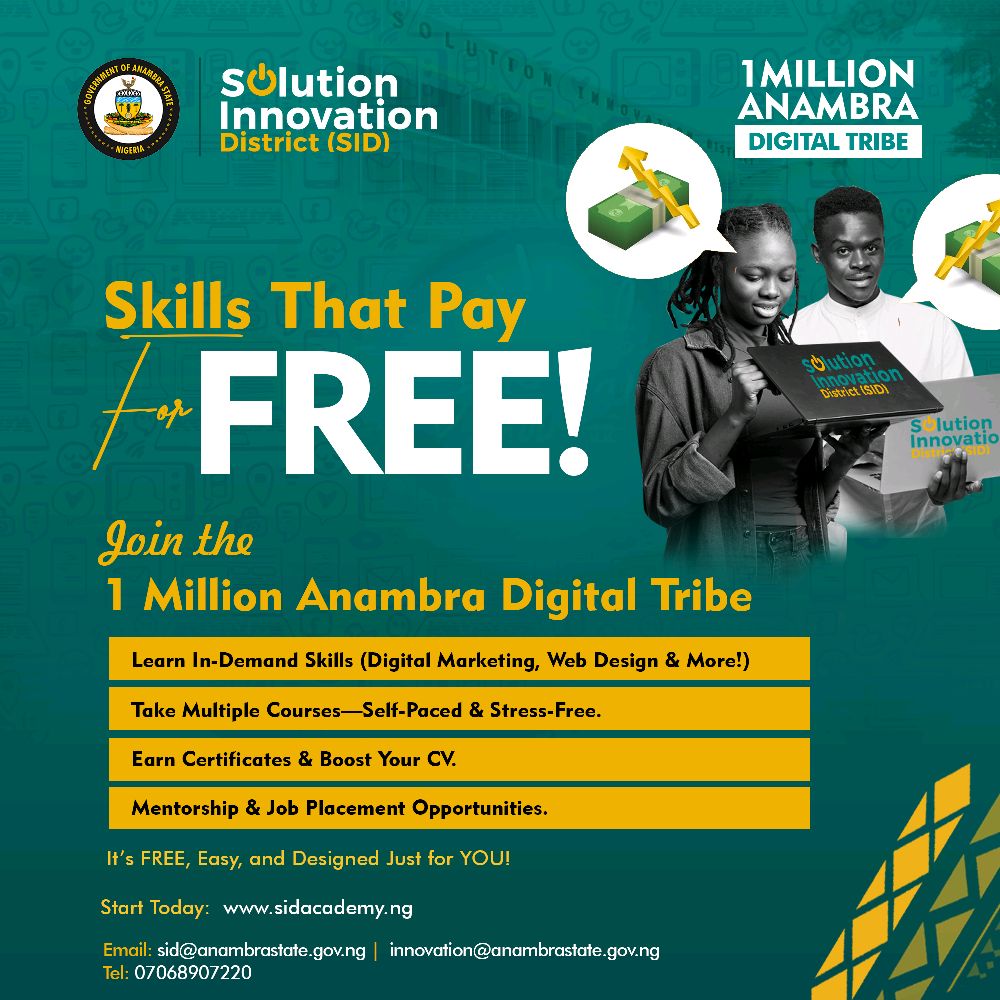 GOVERNMENT OF ANAMBRA STATE
NIGERIA
Solution
Innovation
District (SID)
SOLUTION INNOVATION DISTRICT
1MILLION
ANAMBRA
DIGITAL TRIBE
Skills That Pay
For FREE!
Solution
Innovation
District (SID)
Solution
Innovatio
District (SID)
Join the
1 Million Anambra Digital Tribe
Learn In-Demand Skills (Digital Marketing, Web Design & More!)
Take Multiple Courses—Self-Paced & Stress-Free.
Earn Certificates & Boost Your CV.
Mentorship & Job Placement Opportunities.
It's FREE, Easy, and Designed Just for YOU!
Start Today: www.sidacademy.ng
Email: sid@anambrastate.gov.ng | innovation@anambrastate.gov.ng
Tel: 07068907220